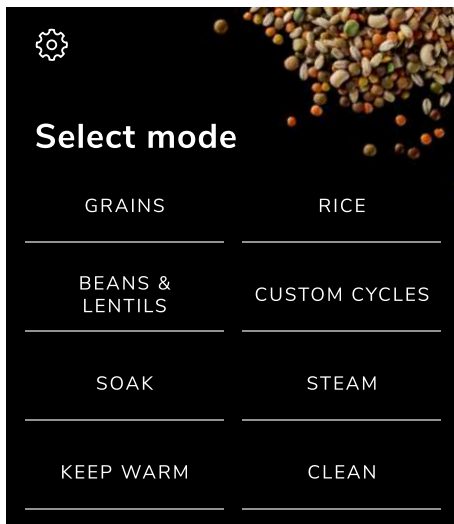 Select mode
GRAINS
RICE
BEANS &
LENTILS
CUSTOM CYCLES
SOAK
STEAM
KEEP WARM
CLEAN